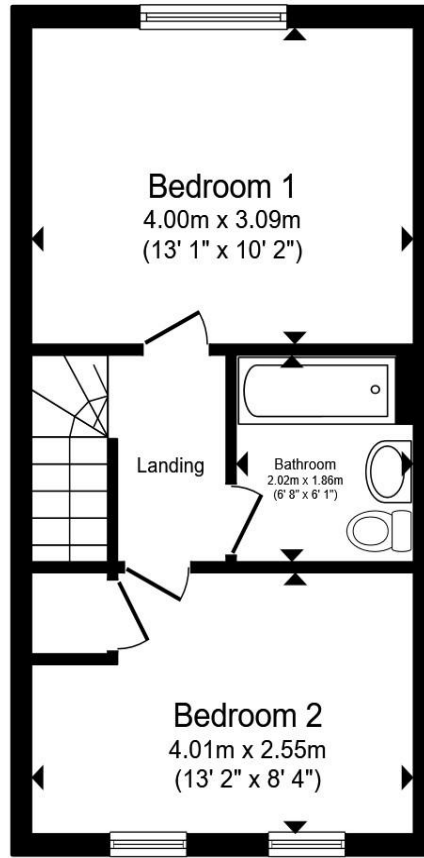 Bedroom 1
4.00m x 3.09m
(13' 1" x 10' 2")
Landing
Bathroom
2.02m x 1.86m
(6' 8" x 6' 1")
Bedroom 2
4.01m x 2.55m
(13' 2" x 8' 4")